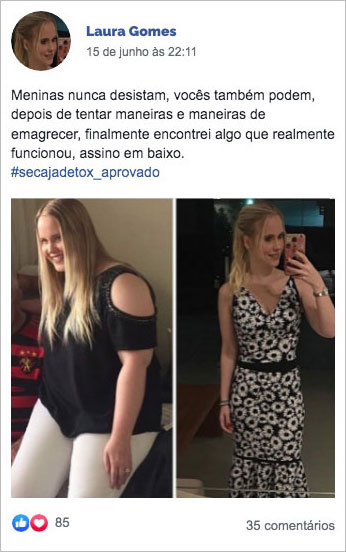 Laura Gomes
15 de junho às 22:11
Meninas nunca desistam, vocês também podem,
depois de tentar maneiras e maneiras de
emagrecer, finalmente encontrei algo que realmente
funcionou, assino em baixo.
#secajadetox_aprovado
85
35 comentários